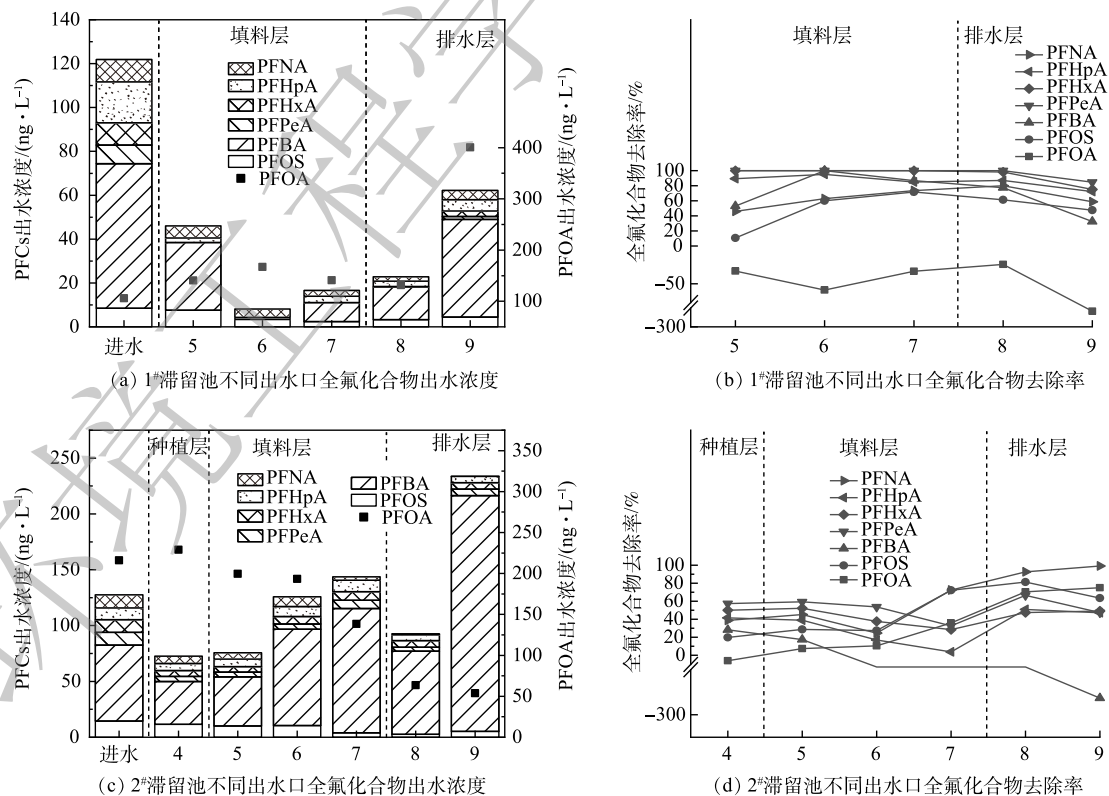 140
120
100
80
60
40
20
0
PFCs出水浓度/(ng·L⁻¹)
填料层
排水层
PFNA
PFHpA
PFHxA
PFPeA
PFBA
PFOS
PFOA
400
300
200
100
PFOA出水浓度/(ng·L⁻¹)
进水 5 6 7 8 9
(a) 1#滞留池不同出水口全氟化合物出水浓度
全氟化合物去除率/%
填料层
排水层
PFNA
PFHpA
PFHxA
PFPeA
PFBA
PFOS
PFOA
100
80
60
40
20
0
−50
−300
5 6 7 8 9
(b) 1#滞留池不同出水口全氟化合物去除率
250
200
150
100
50
0
PFCs出水浓度/(ng·L⁻¹)
种植层
填料层
排水层
PFNA
PFHpA
PFHxA
PFPeA
PFBA
PFOS
PFOA
350
300
250
200
150
100
50
0
PFOA出水浓度/(ng·L⁻¹)
进水 4 5 6 7 8 9
(c) 2#滞留池不同出水口全氟化合物出水浓度
全氟化合物去除率/%
种植层
填料层
排水层
PFNA
PFHpA
PFHxA
PFPeA
PFBA
PFOS
PFOA
100
80
60
40
20
0
−300
4 5 6 7 8 9
(d) 2#滞留池不同出水口全氟化合物去除率
境工程学